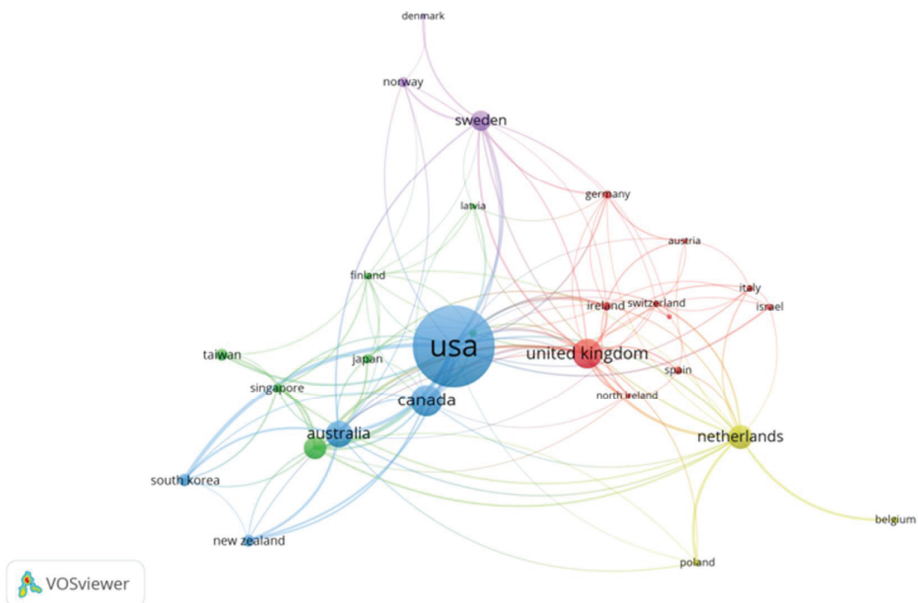 denmark
norway
sweden
germany
latvia
austria
finland
italy
ireland
switzerland
israel
usa
united kingdom
taiwan
japan
spain
singapore
north ireland
canada
australia
netherlands
south korea
belgium
new zealand
poland
VOSviewer